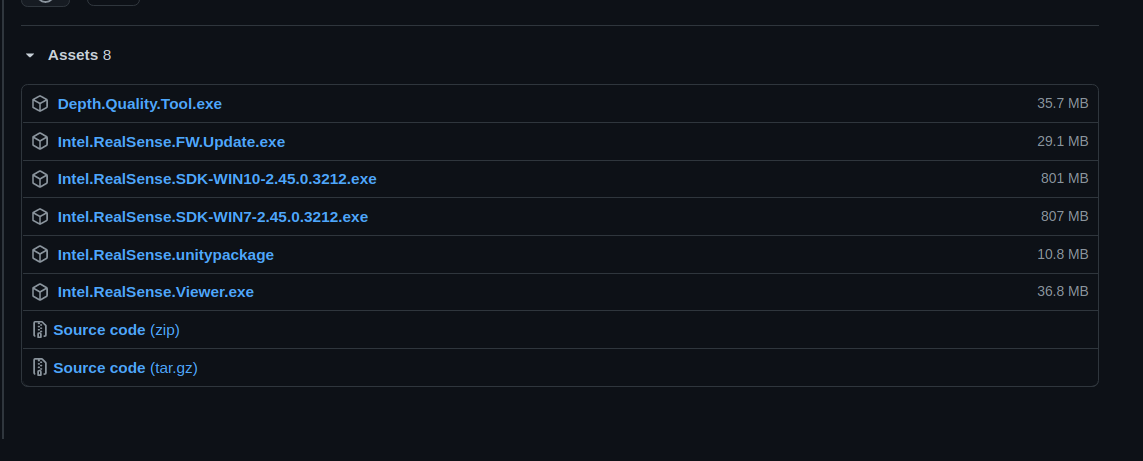 Assets 8
Depth.Quality.Tool.exe 35.7 MB
Intel.RealSense.FW.Update.exe 29.1 MB
Intel.RealSense.SDK-WIN10-2.45.0.3212.exe 801 MB
Intel.RealSense.SDK-WIN7-2.45.0.3212.exe 807 MB
Intel.RealSense.unitypackage 10.8 MB
Intel.RealSense.Viewer.exe 36.8 MB
Source code (zip)
Source code (tar.gz)